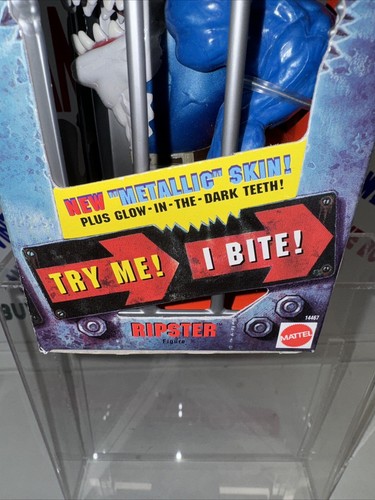 NEW "METALLIC" SKIN!
PLUS GLOW-IN-THE-DARK TEETH!
TRY ME!
I BITE!
14467
MATTEL
RIPSTER
Figure